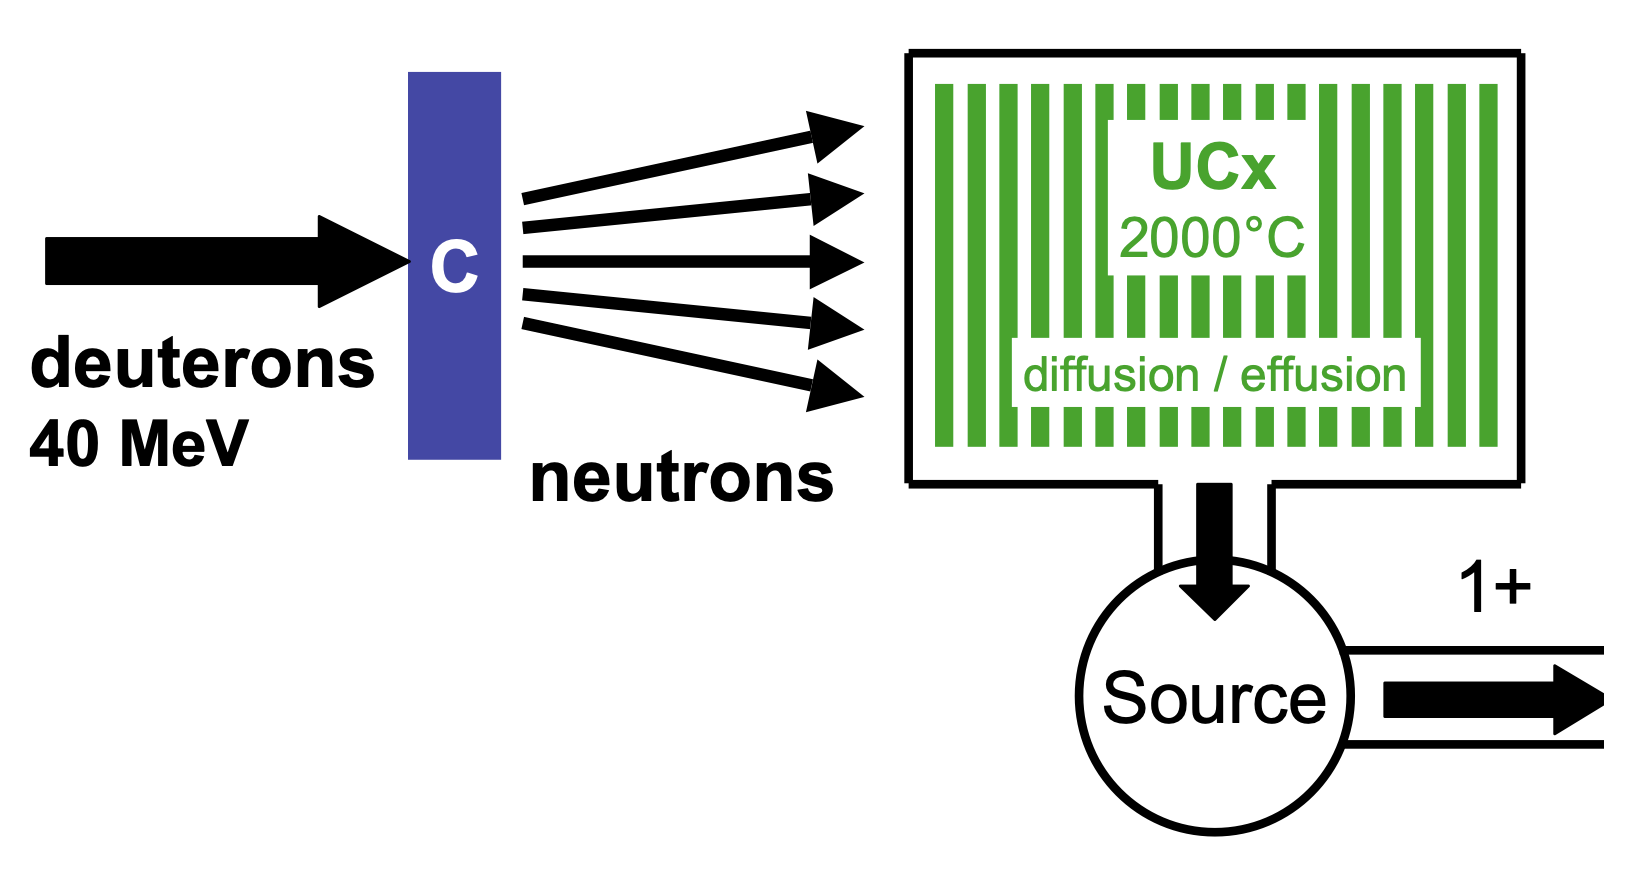 deuterons
40 MeV
C
neutrons
UCx
2000°C
diffusion / effusion
Source
1+